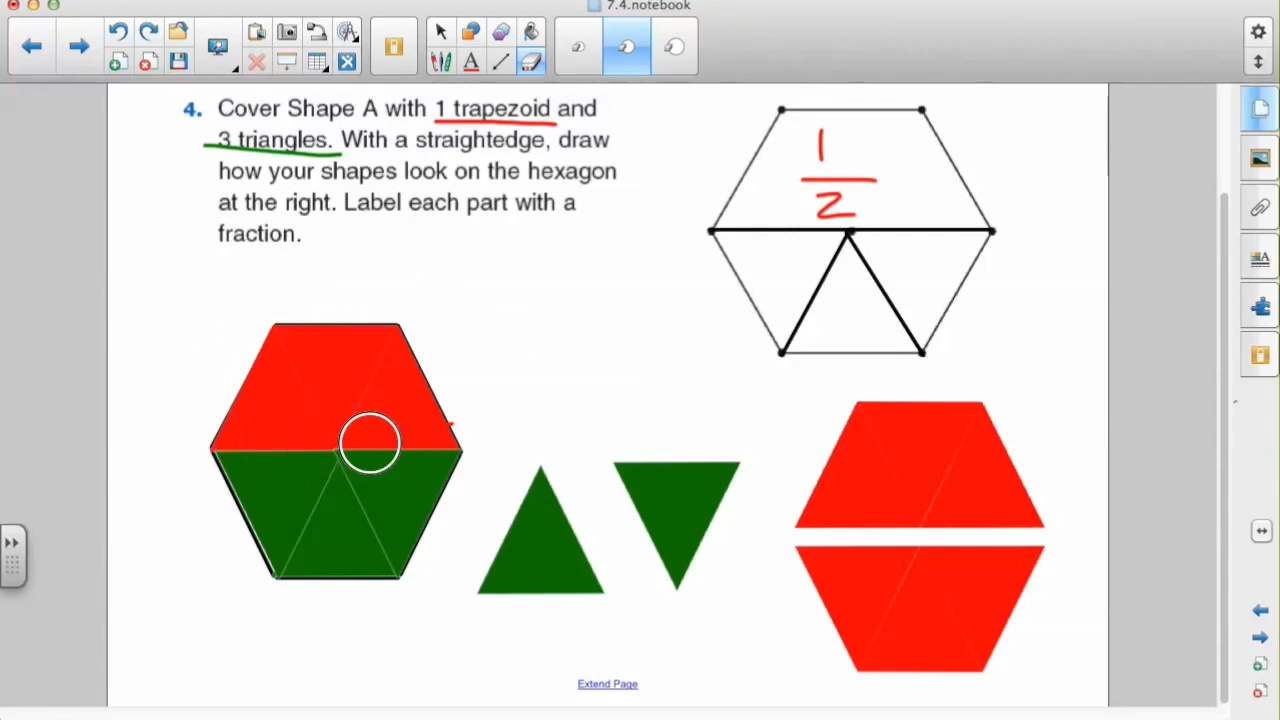 7.4.notebook
4. Cover Shape A with 1 trapezoid and
3 triangles. With a straightedge, draw
how your shapes look on the hexagon
at the right. Label each part with a
fraction.
1
2
Extend Page